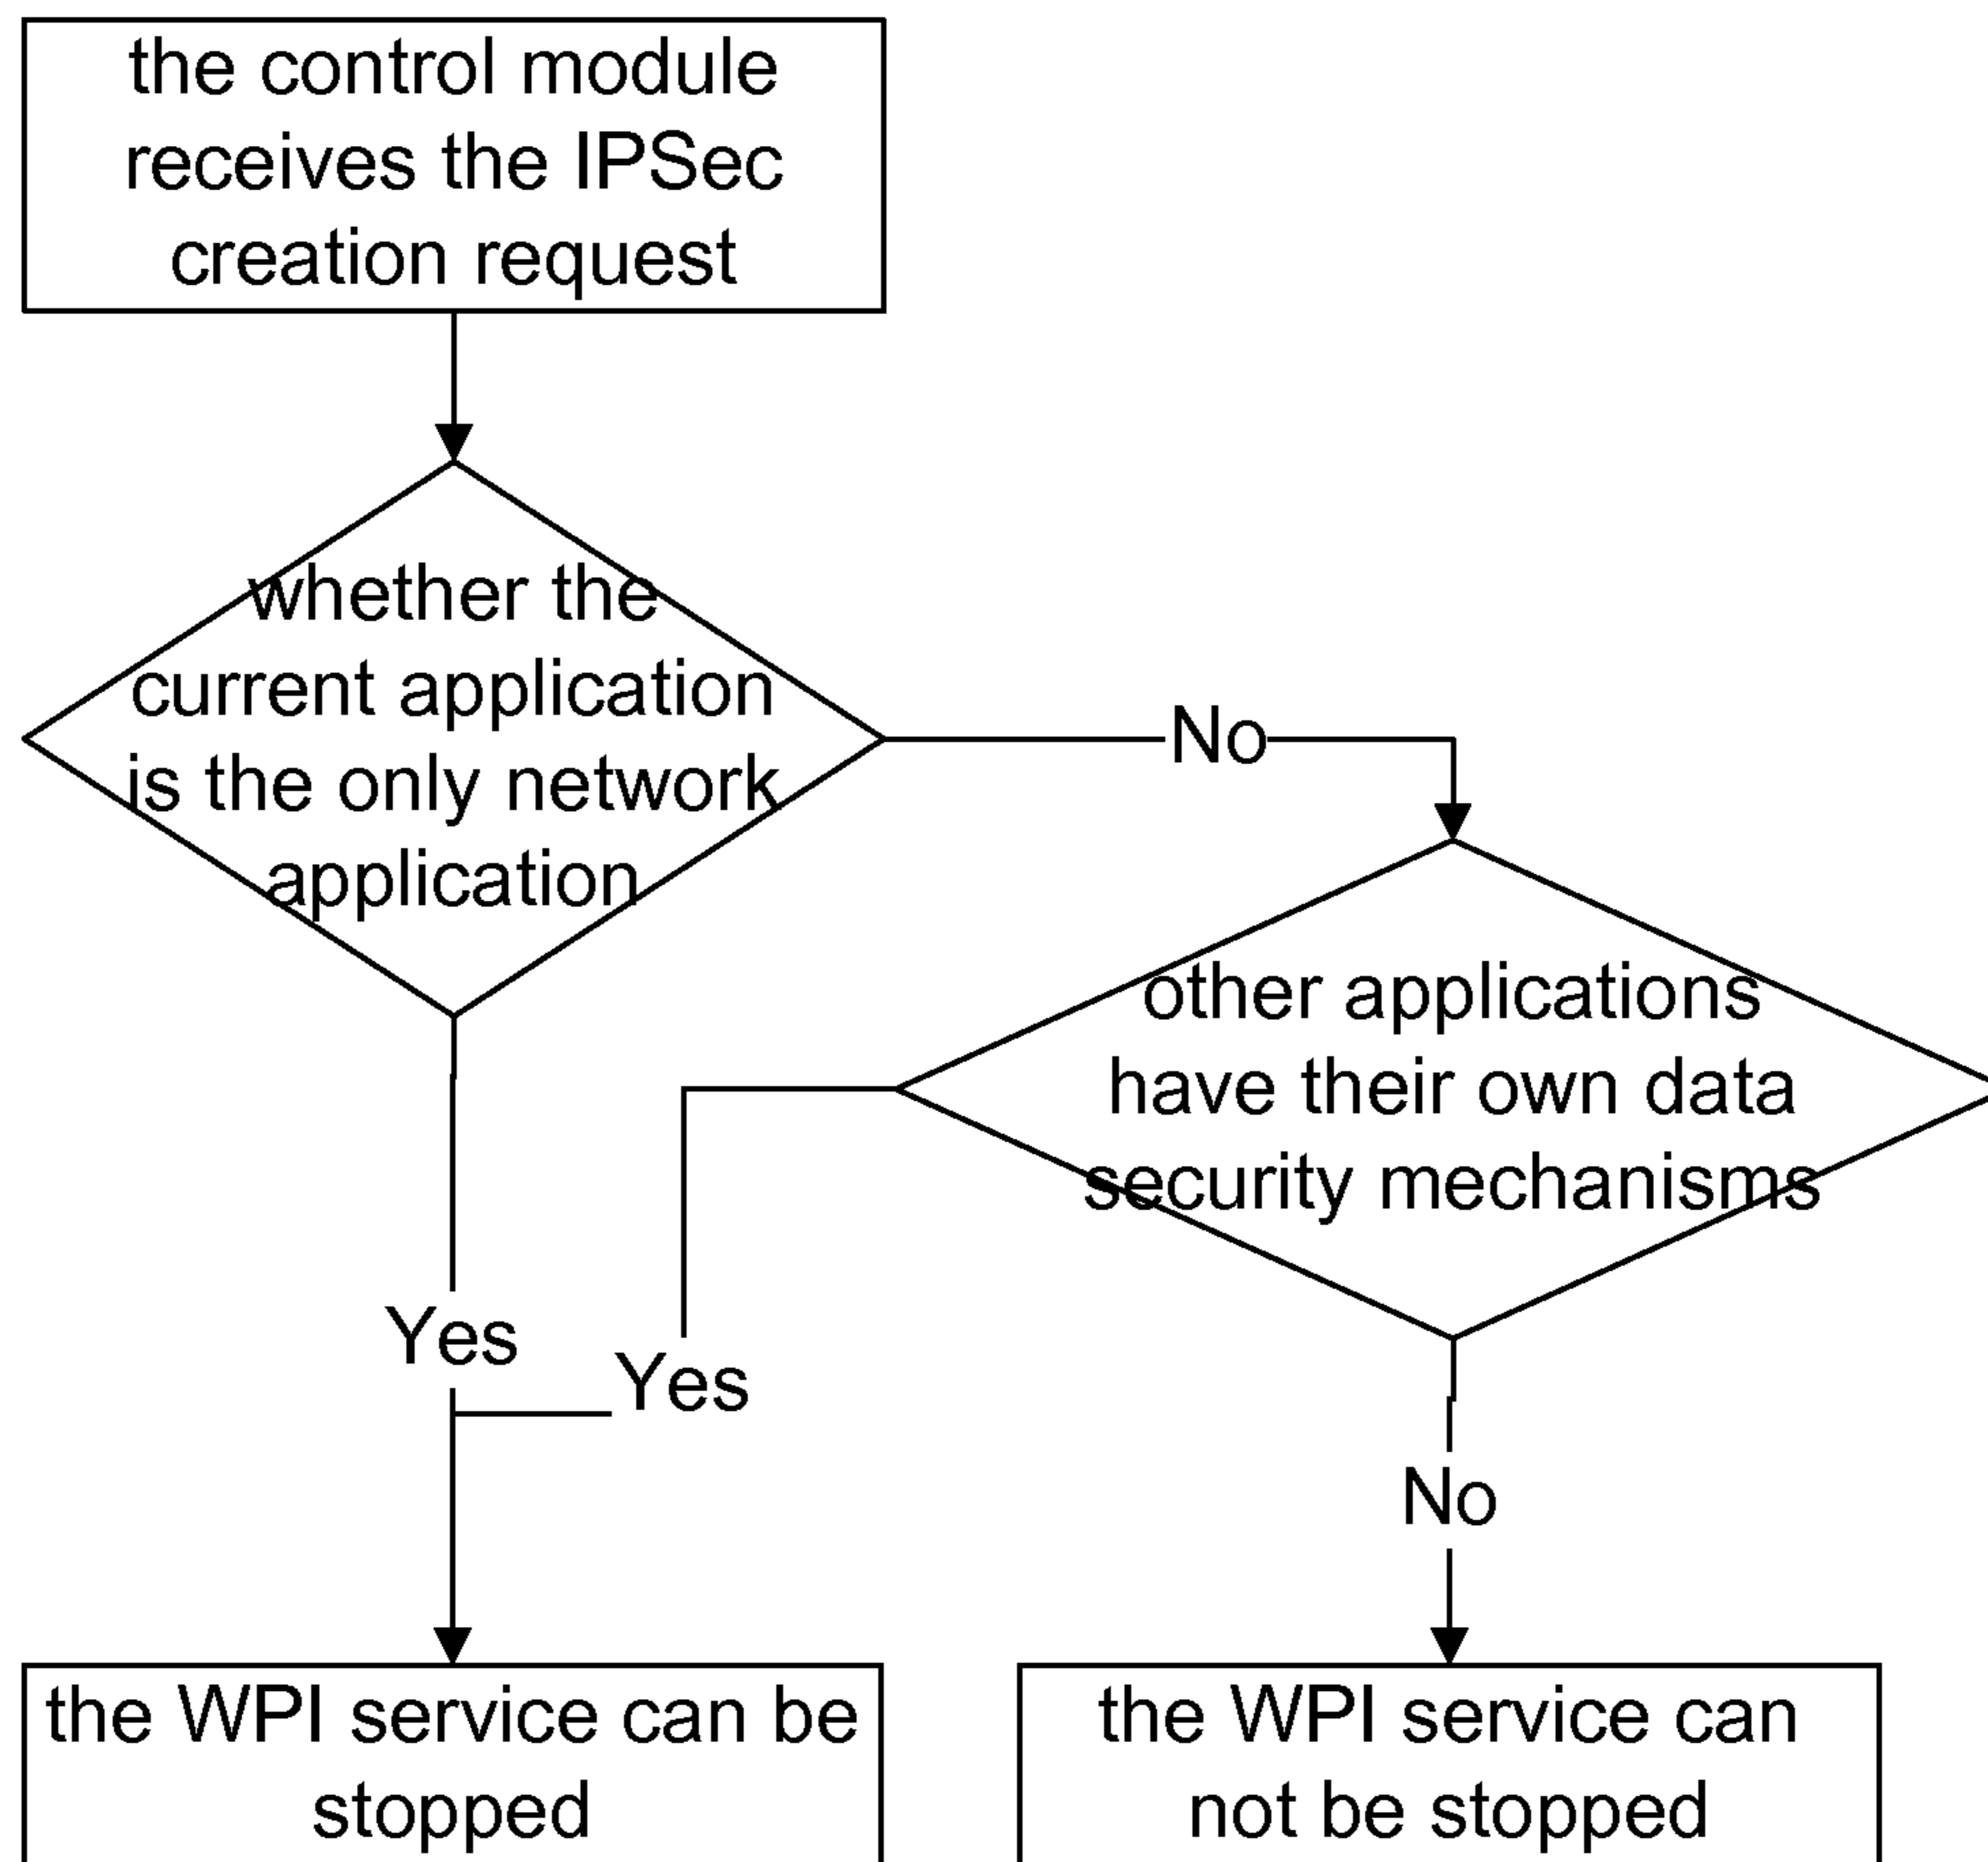 the control module
receives the IPSec
creation request
whether the
current application
is the only network
application
No
other applications
have their own data
security mechanisms
Yes
Yes
No
the WPI service can be
stopped
the WPI service can
not be stopped